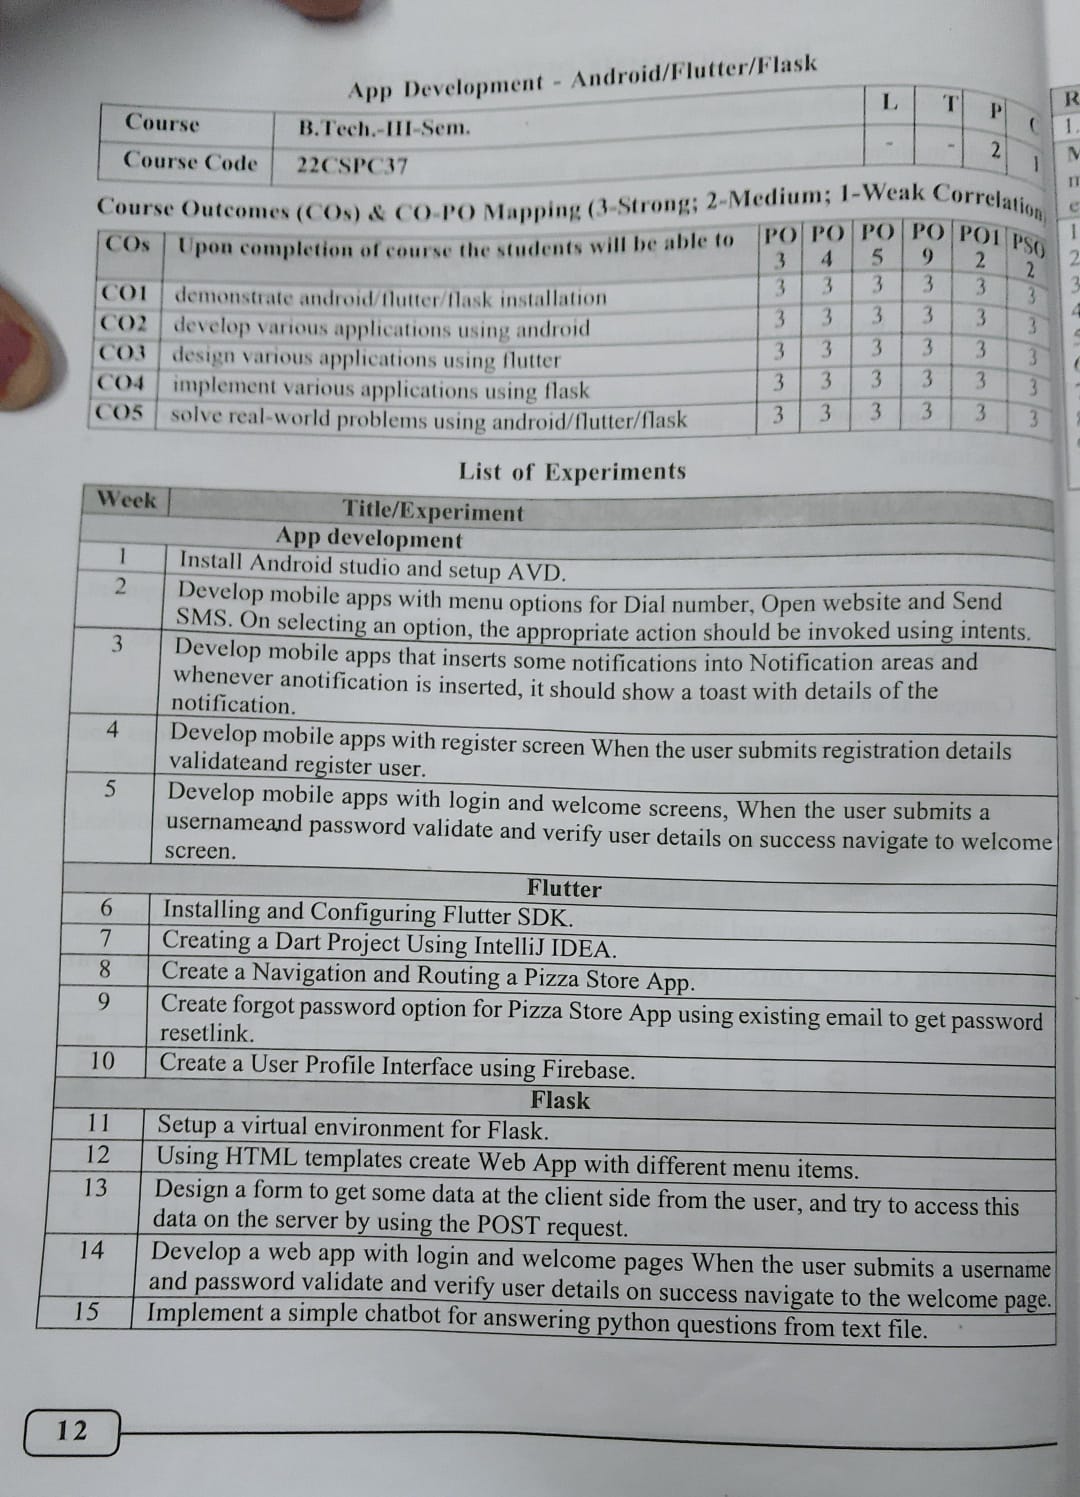 App Development - Android/Flutter/Flask
Course B.Tech.-III-Sem. L T P C
Course Code 22CSPC37 - - 2 1
Course Outcomes (COs) & CO-PO Mapping (3-Strong; 2-Medium; 1-Weak Correlation)
COs Upon completion of course the students will be able to PO 3 PO 4 PO 5 PO 9 PO1 2 PSO 2
CO1 demonstrate android/flutter/flask installation 3 3 3 3 3 3
CO2 develop various applications using android 3 3 3 3 3 3
CO3 design various applications using flutter 3 3 3 3 3 3
CO4 implement various applications using flask 3 3 3 3 3 3
CO5 solve real-world problems using android/flutter/flask 3 3 3 3 3 3
List of Experiments
Week Title/Experiment
App development
1 Install Android studio and setup AVD.
2 Develop mobile apps with menu options for Dial number, Open website and Send
SMS. On selecting an option, the appropriate action should be invoked using intents.
3 Develop mobile apps that inserts some notifications into Notification areas and
whenever anotification is inserted, it should show a toast with details of the
notification.
4 Develop mobile apps with register screen When the user submits registration details
validateand register user.
5 Develop mobile apps with login and welcome screens, When the user submits a
usernameand password validate and verify user details on success navigate to welcome
screen.
Flutter
6 Installing and Configuring Flutter SDK.
7 Creating a Dart Project Using IntelliJ IDEA.
8 Create a Navigation and Routing a Pizza Store App.
9 Create forgot password option for Pizza Store App using existing email to get password
resetlink.
10 Create a User Profile Interface using Firebase.
Flask
11 Setup a virtual environment for Flask.
12 Using HTML templates create Web App with different menu items.
13 Design a form to get some data at the client side from the user, and try to access this
data on the server by using the POST request.
14 Develop a web app with login and welcome pages When the user submits a username
and password validate and verify user details on success navigate to the welcome page.
15 Implement a simple chatbot for answering python questions from text file.
12